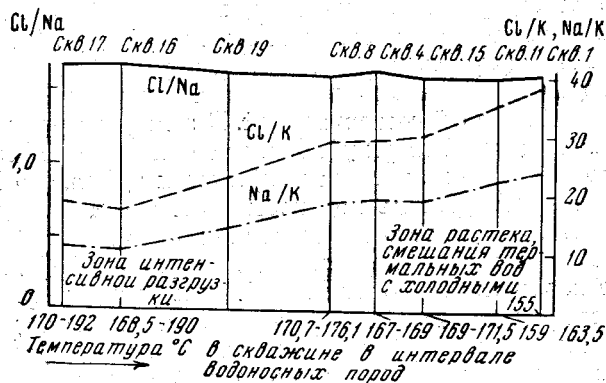 Cl/Na
Cl/K, Na/K
Скв.17 Скв.16 Скв.19 Скв.8 Скв.4 Скв.15 Скв.11 Скв.1
Cl/Na
40
Cl/K
30
1,0
Na/K
20
Зона интен-
сивной разгруз-
ки
Зона растека,
смешания тер-
мальных вод
с холодными
10
0
155
170-192 168,5-190 170,7-176,1 167-169 169-171,5 159 163,5
Температура °С в скважине в интервале
водоносных пород